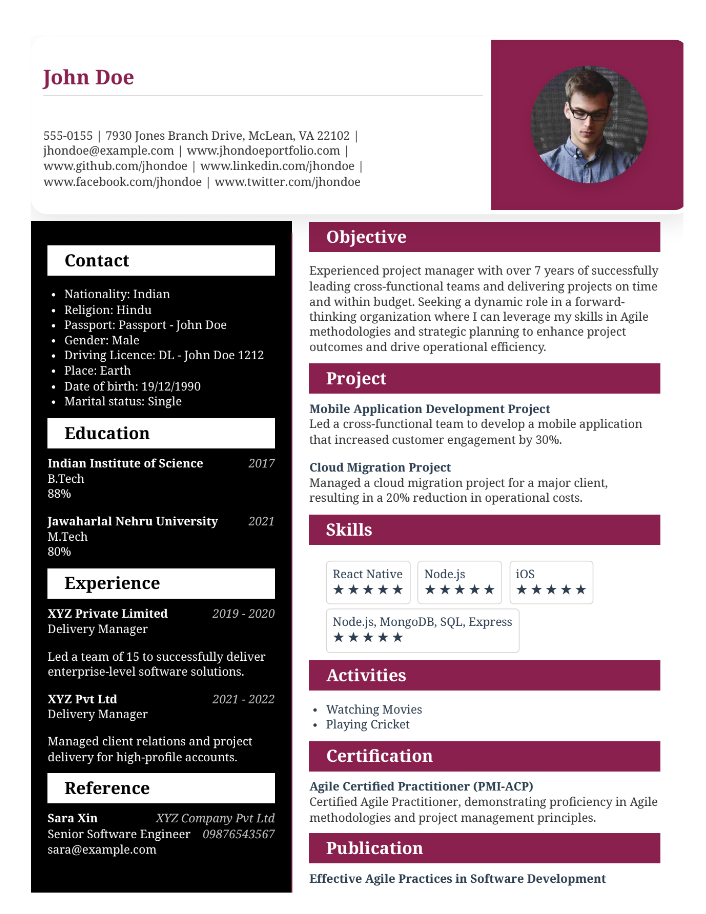 John Doe
555-0155 | 7930 Jones Branch Drive, McLean, VA 22102 |
jhondoe@example.com | www.jhondoeportfolio.com |
www.github.com/jhondoe | www.linkedin.com/jhondoe |
www.facebook.com/jhondoe | www.twitter.com/jhondoe
Contact
• Nationality: Indian
• Religion: Hindu
• Passport: Passport - John Doe
• Gender: Male
• Driving Licence: DL - John Doe 1212
• Place: Earth
• Date of birth: 19/12/1990
• Marital status: Single
Education
Indian Institute of Science 2017
B.Tech
88%
Jawaharlal Nehru University 2021
M.Tech
80%
Experience
XYZ Private Limited 2019 - 2020
Delivery Manager
Led a team of 15 to successfully deliver
enterprise-level software solutions.
XYZ Pvt Ltd 2021 - 2022
Delivery Manager
Managed client relations and project
delivery for high-profile accounts.
Reference
Sara Xin XYZ Company Pvt Ltd
Senior Software Engineer 09876543567
sara@example.com
Objective
Experienced project manager with over 7 years of successfully
leading cross-functional teams and delivering projects on time
and within budget. Seeking a dynamic role in a forward-
thinking organization where I can leverage my skills in Agile
methodologies and strategic planning to enhance project
outcomes and drive operational efficiency.
Project
Mobile Application Development Project
Led a cross-functional team to develop a mobile application
that increased customer engagement by 30%.
Cloud Migration Project
Managed a cloud migration project for a major client,
resulting in a 20% reduction in operational costs.
Skills
React Native Node.js iOS
★★★★★ ★★★★★ ★★★★★
Node.js, MongoDB, SQL, Express
★★★★★
Activities
• Watching Movies
• Playing Cricket
Certification
Agile Certified Practitioner (PMI-ACP)
Certified Agile Practitioner, demonstrating proficiency in Agile
methodologies and project management principles.
Publication
Effective Agile Practices in Software Development